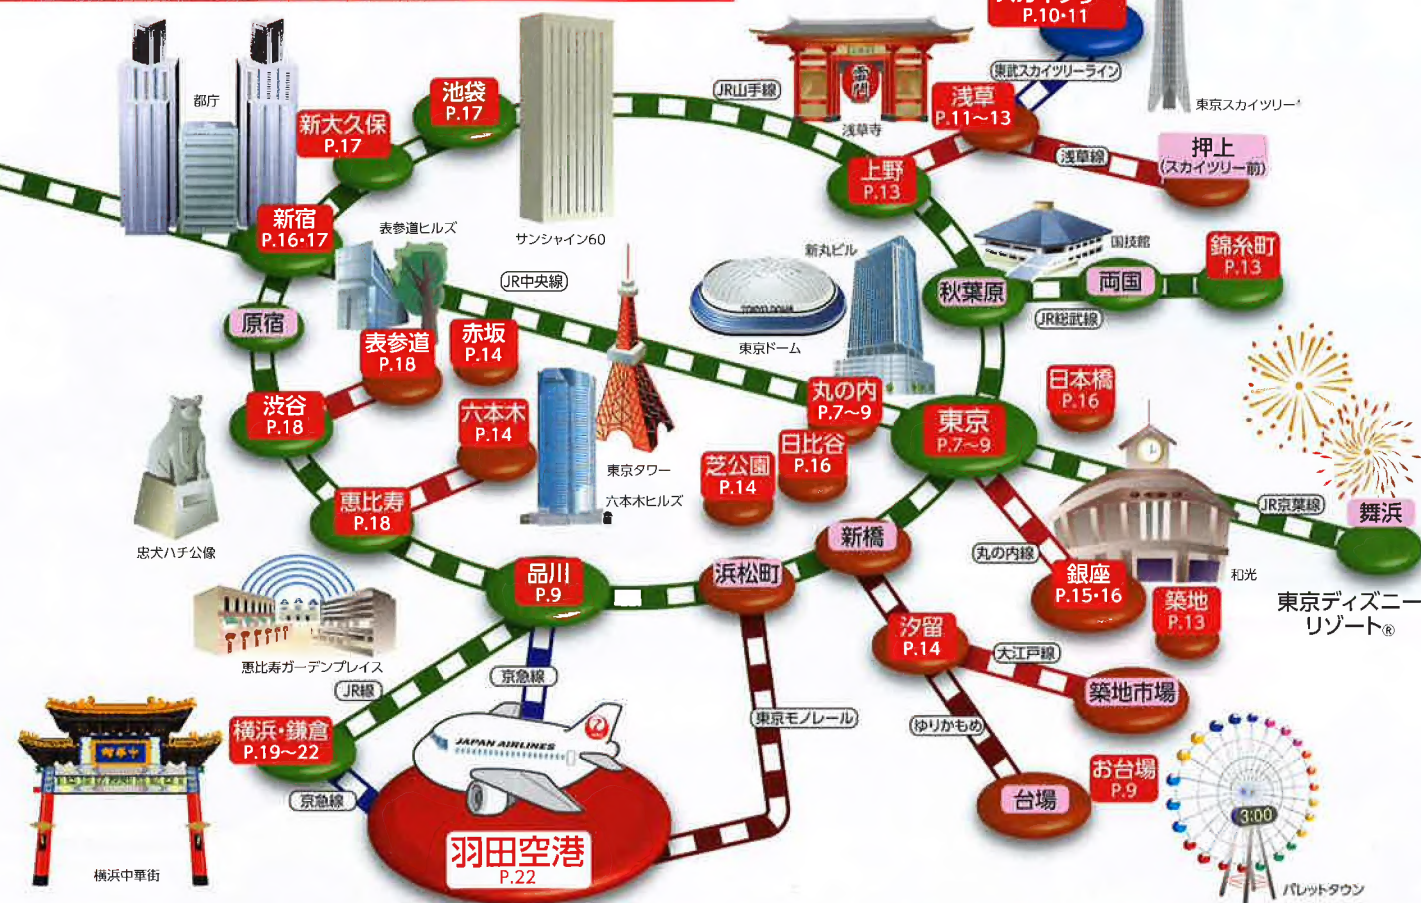 P.10・11
池袋
P.17
JR山手線
雷門
浅草寺
東武スカイツリーライン
浅草
P.11〜13
東京スカイツリー
都庁
新大久保
P.17
上野
P.13
浅草線
押上
(スカイツリー前)
新宿
P.16・17
表参道ヒルズ
サンシャイン60
新丸ビル
国技館
錦糸町
P.13
JR中央線
TOKYO DOME
東京ドーム
秋葉原
両国
JR総武線
原宿
表参道
P.18
赤坂
P.14
渋谷
P.18
六本木
P.14
東京タワー
六本木ヒルズ
丸の内
P.7〜9
日比谷
P.16
芝公園
P.14
東京
P.7〜9
日本橋
P.16
JR京葉線
舞浜
東京ディズニー
リゾート®
忠犬ハチ公像
恵比寿
P.18
恵比寿ガーデンプレイス
品川
P.9
浜松町
新橋
丸の内線
銀座
P.15・16
和光
築地
P.13
汐留
P.14
大江戸線
築地市場
JR線
京急線
東京モノレール
ゆりかもめ
横浜・鎌倉
P.19〜22
京急線
JAPAN AIRLINES
羽田空港
P.22
台場
お台場
P.9
3:00
パレットタウン
横浜中華街